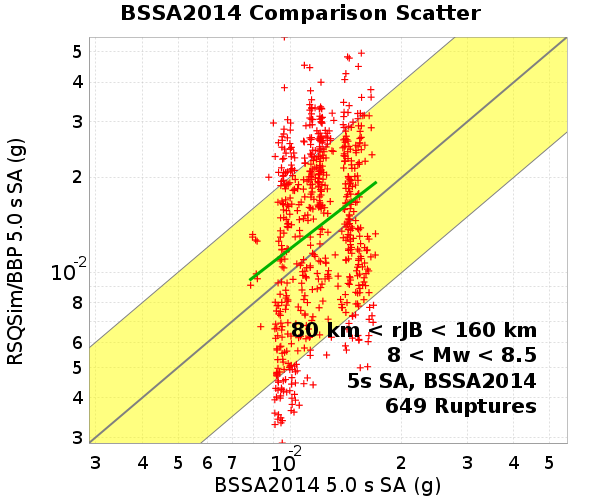 BSSA2014 Comparison Scatter
RSQSim/BBP 5.0 s SA (g)
5
4
3
2
10^-2
8
6
5
4
3
80 km < rJB < 160 km
8 < Mw < 8.5
5s SA, BSSA2014
649 Ruptures
3 4 5 6 7 10^-2 2 3 4 5
BSSA2014 5.0 s SA (g)